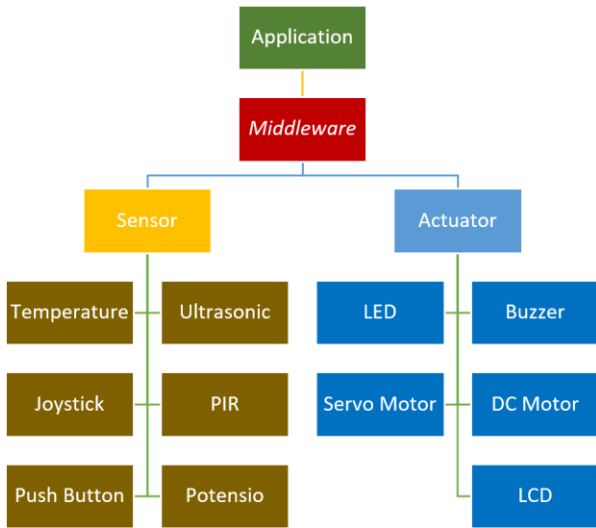 Application
Middleware
Sensor
Actuator
Temperature
Ultrasonic
LED
Buzzer
Joystick
PIR
Servo Motor
DC Motor
Push Button
Potensio
LCD